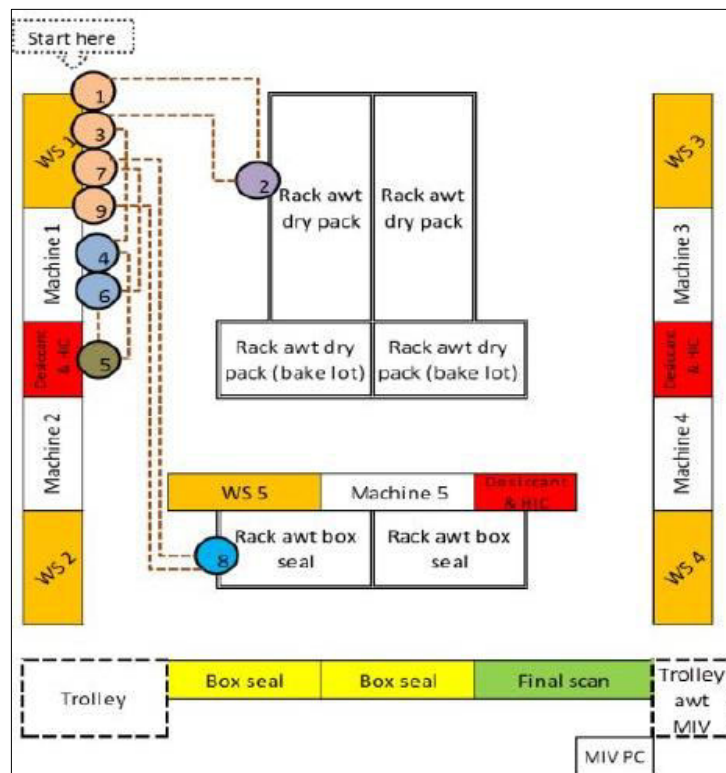 Start here
1
3
7
9
4
6
5
2
8
WS 1
Machine 1
Desiccant
& HIC
Machine 2
WS 2
Rack awt
dry pack
Rack awt
dry pack
Rack awt dry
pack (bake lot)
Rack awt dry
pack (bake lot)
WS 5
Machine 5
Desiccant
& HIC
Rack awt box
seal
Rack awt box
seal
WS 3
Machine 3
Desiccant
& HIC
Machine 4
WS 4
Trolley
Box seal
Box seal
Final scan
Trolley
awt
MIV
MIV PC